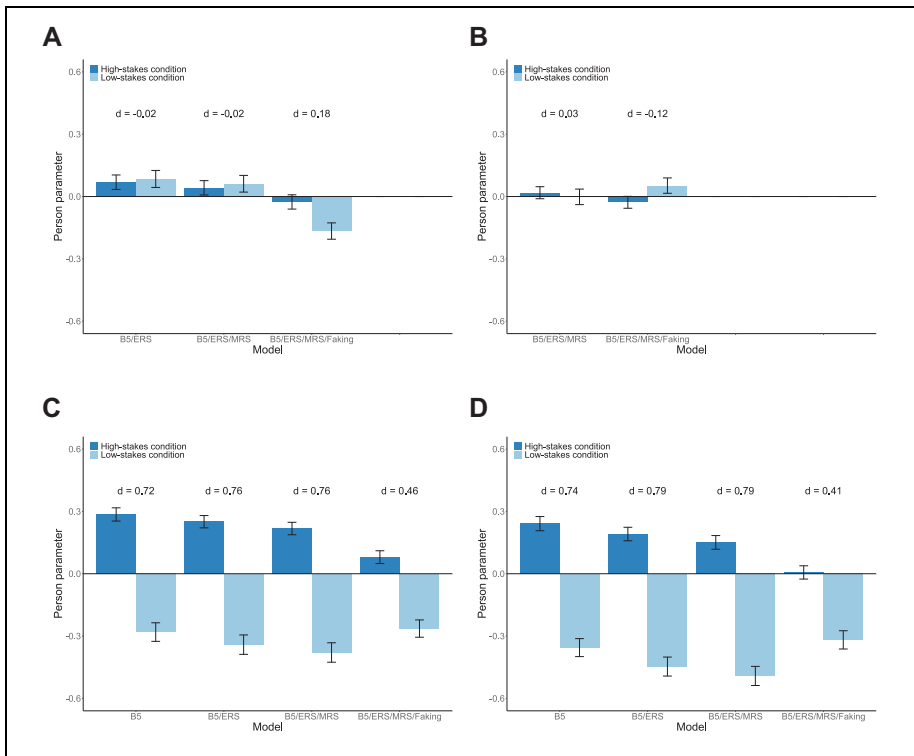 A
High-stakes condition
Low-stakes condition
0.6
d = -0.02 d = -0.02 0.18
d = 0.18
0.3
0.0
-0.3
-0.6
Person parameter
B5/ERS B5/ERS/MRS B5/ERS/MRS/Faking
Model
B
High-stakes condition
Low-stakes condition
0.6
d = 0.03 d = -0.12
0.3
0.0
-0.3
-0.6
Person parameter
B5/ERS/MRS B5/ERS/MRS/Faking
Model
C
High-stakes condition
Low-stakes condition
0.6
d = 0.72 d = 0.76 d = 0.76 d = 0.46
0.3
0.0
-0.3
-0.6
Person parameter
B5 B5/ERS B5/ERS/MRS B5/ERS/MRS/Faking
Model
D
High-stakes condition
Low-stakes condition
0.6
d = 0.74 d = 0.79 d = 0.79 d = 0.41
0.3
0.0
-0.3
-0.6
Person parameter
B5 B5/ERS B5/ERS/MRS B5/ERS/MRS/Faking
Model